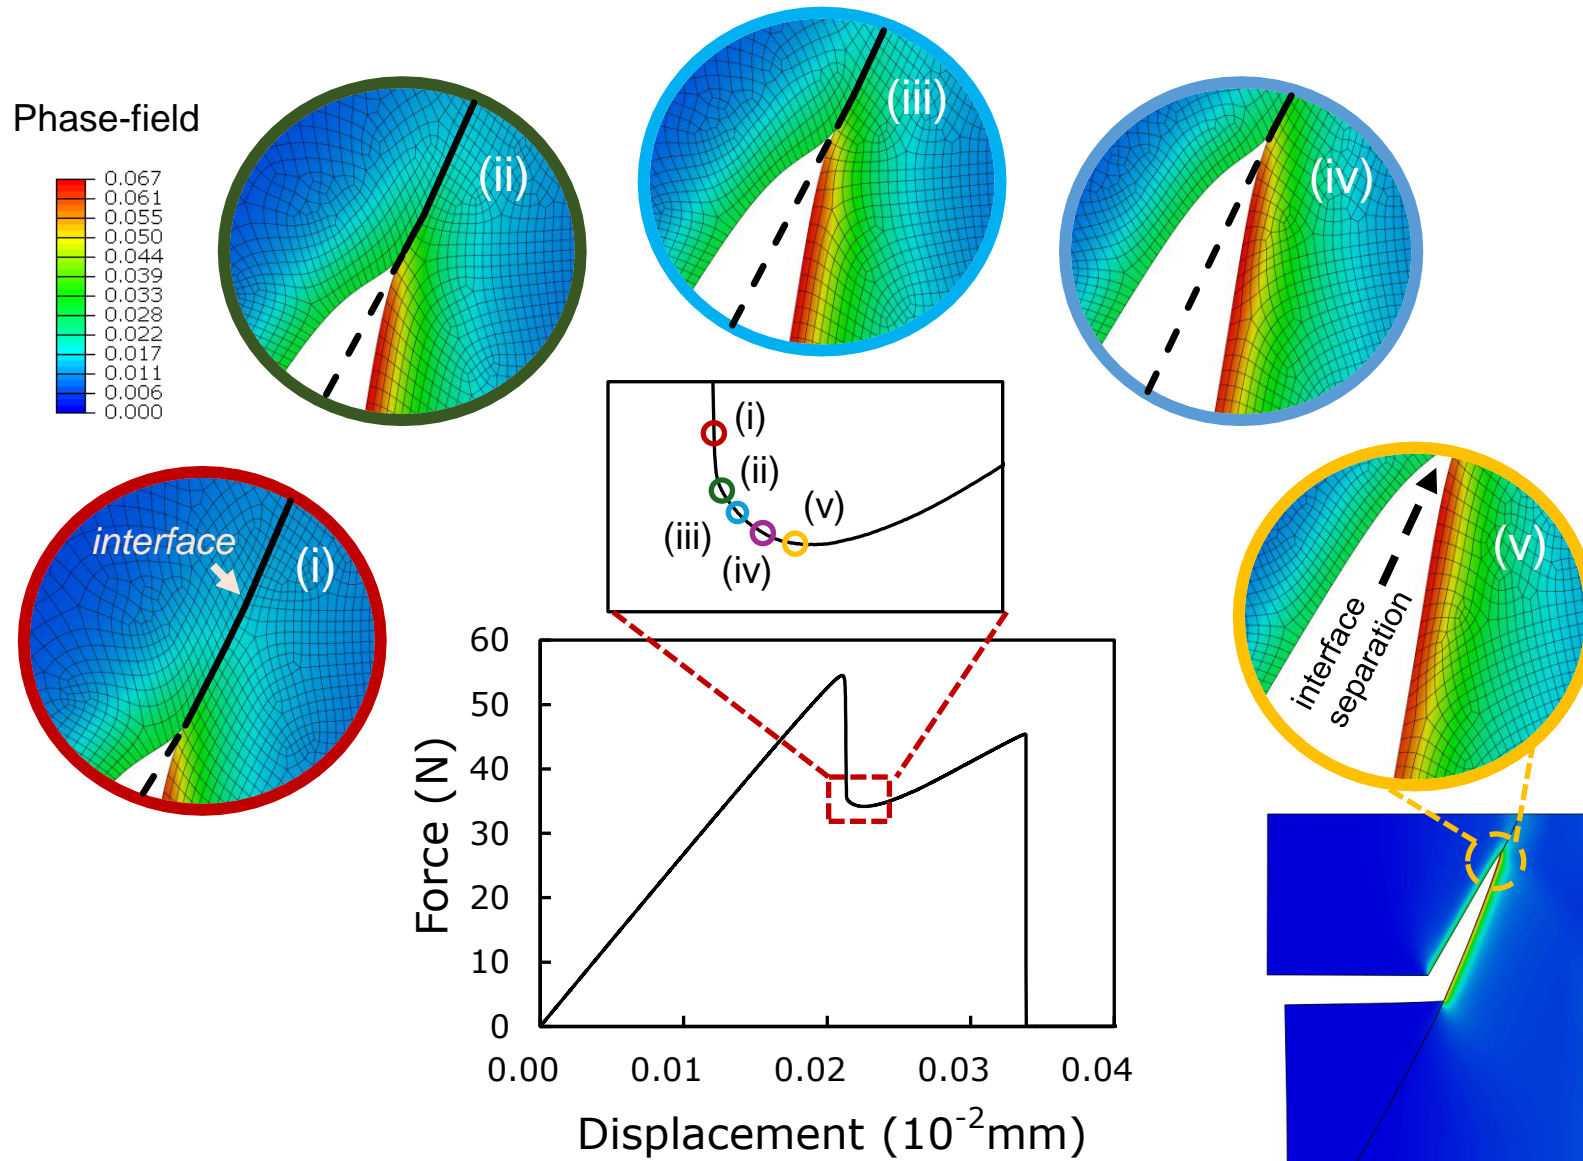 Phase-field
0.067
0.061
0.055
0.050
0.044
0.039
0.033
0.028
0.022
0.017
0.011
0.006
0.000
(ii)
(iii)
(iv)
interface
(i)
(i)
(ii)
(iii)
(iv)
(v)
(v)
interface
separation
60
50
40
30
20
10
0
Force (N)
0.00 0.01 0.02 0.03 0.04
Displacement (10⁻²mm)